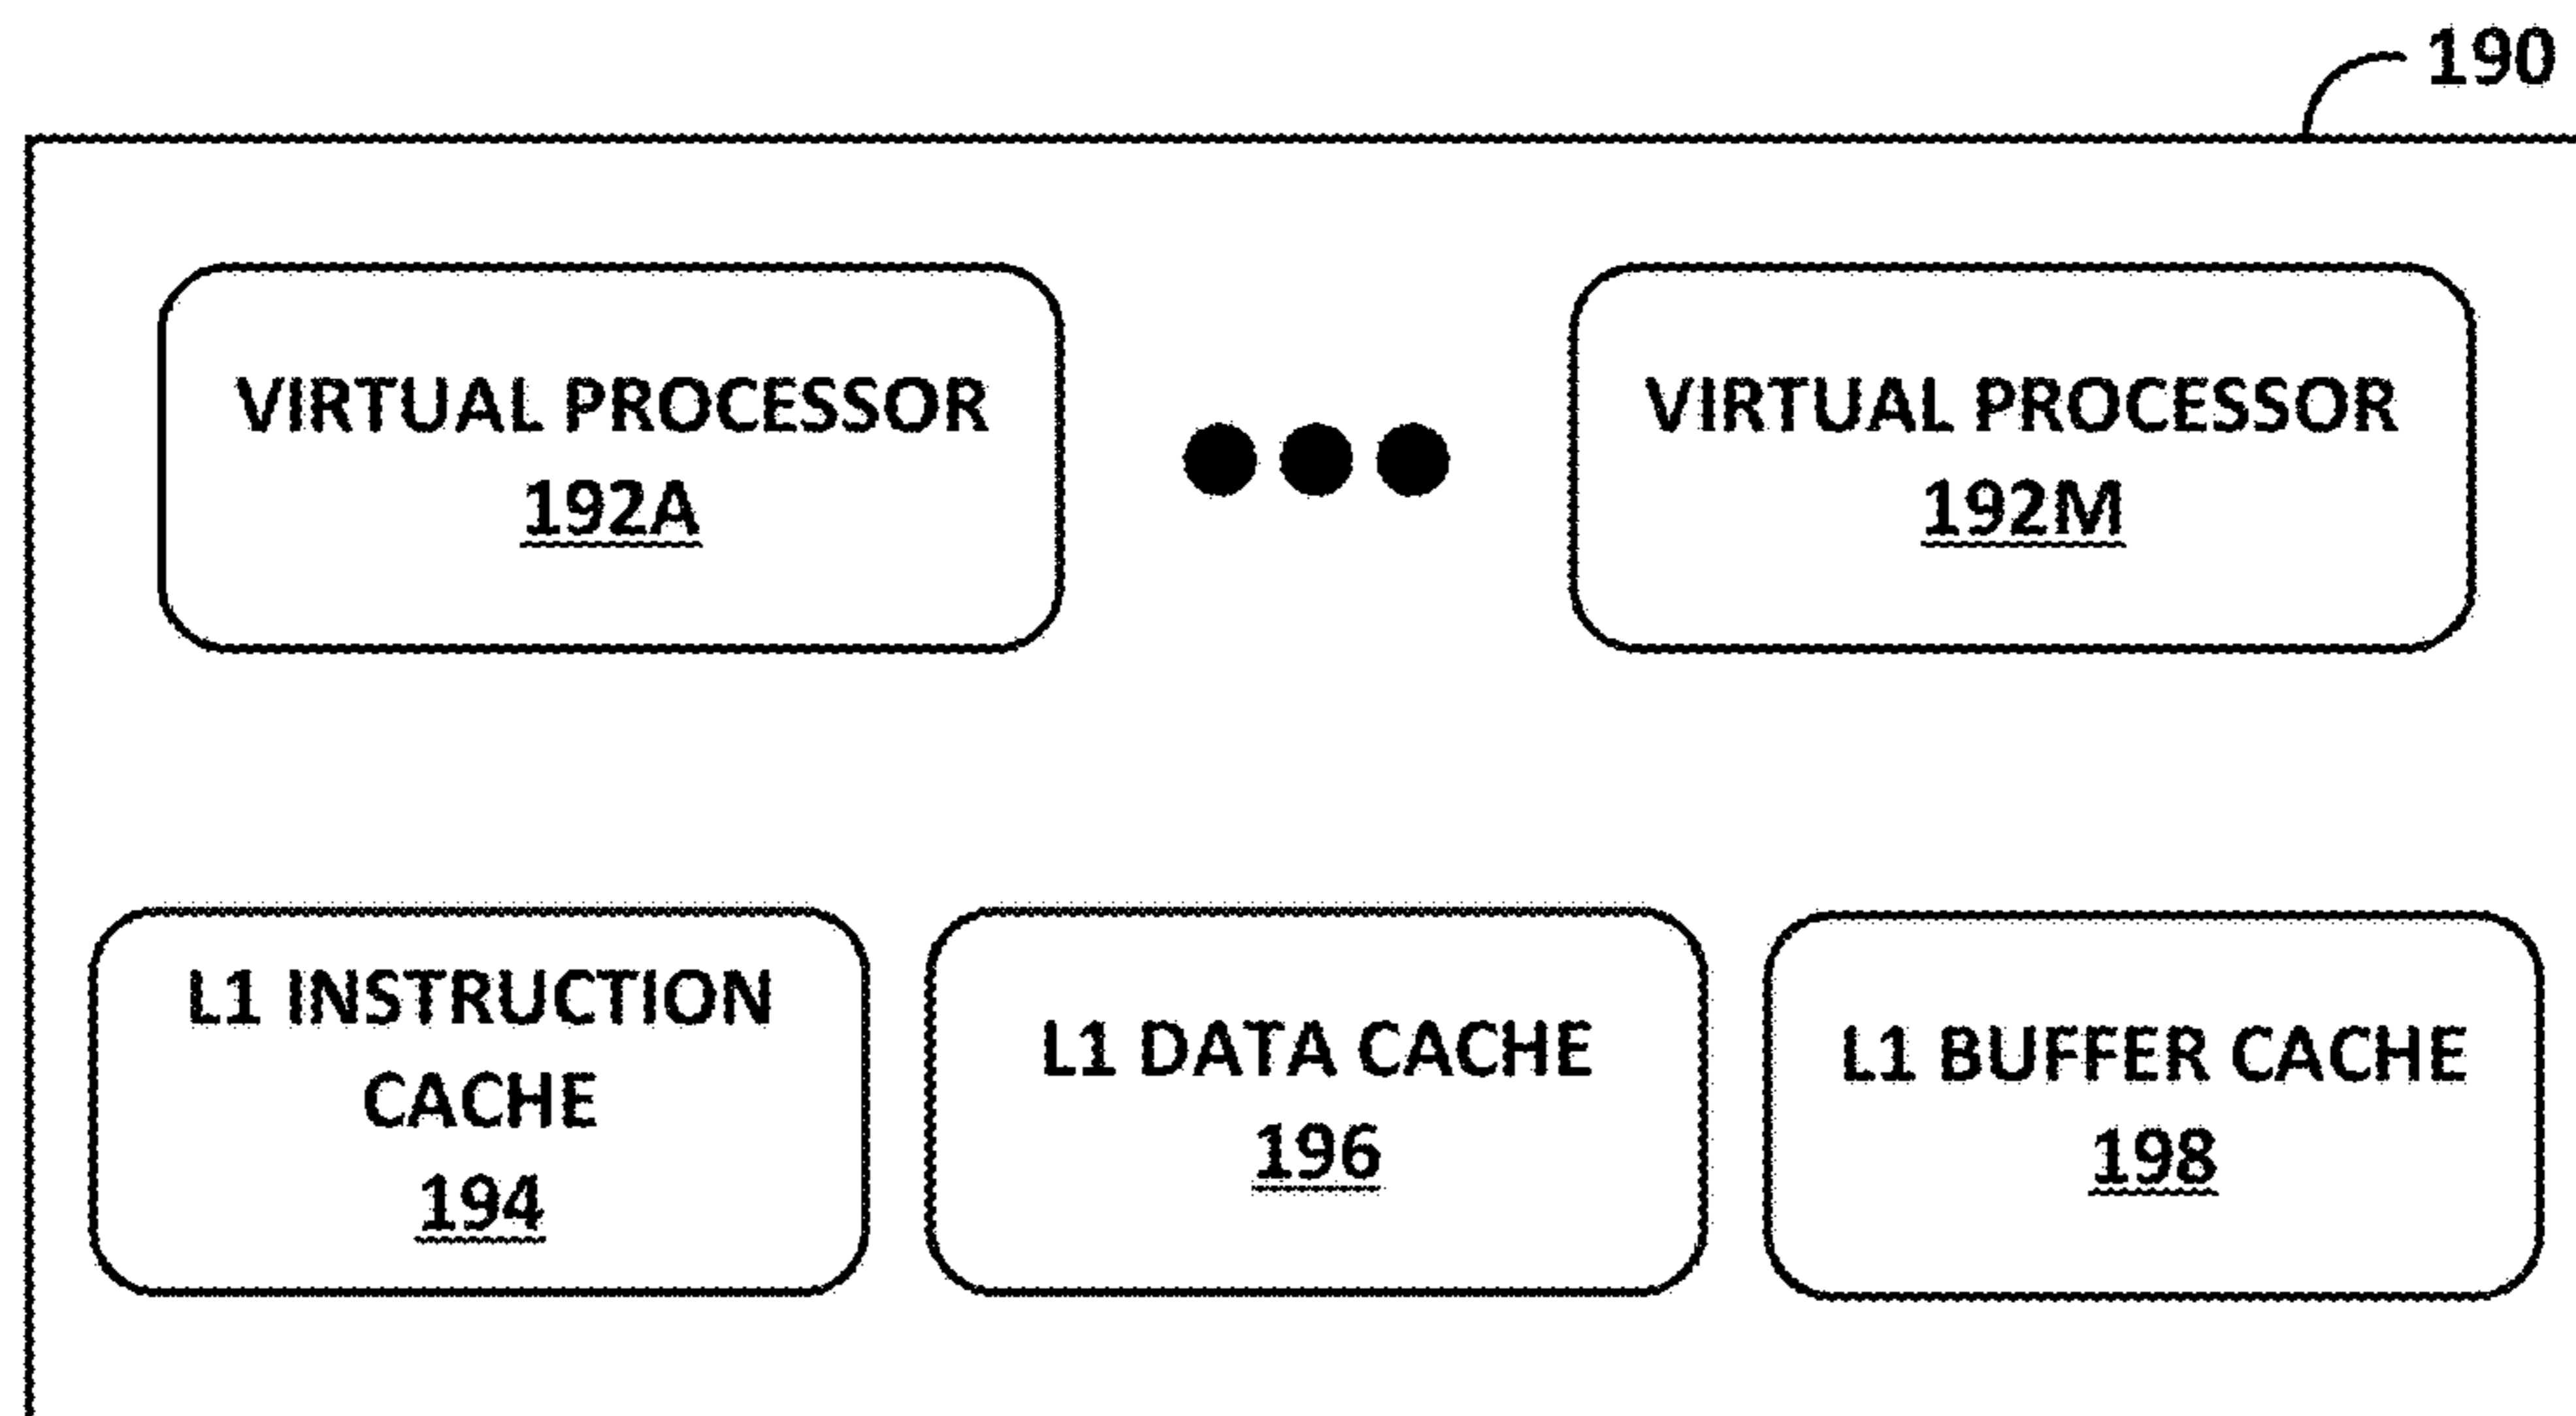 190
VIRTUAL PROCESSOR
192A
VIRTUAL PROCESSOR
192M
L1 INSTRUCTION
CACHE
194
L1 DATA CACHE
196
L1 BUFFER CACHE
198